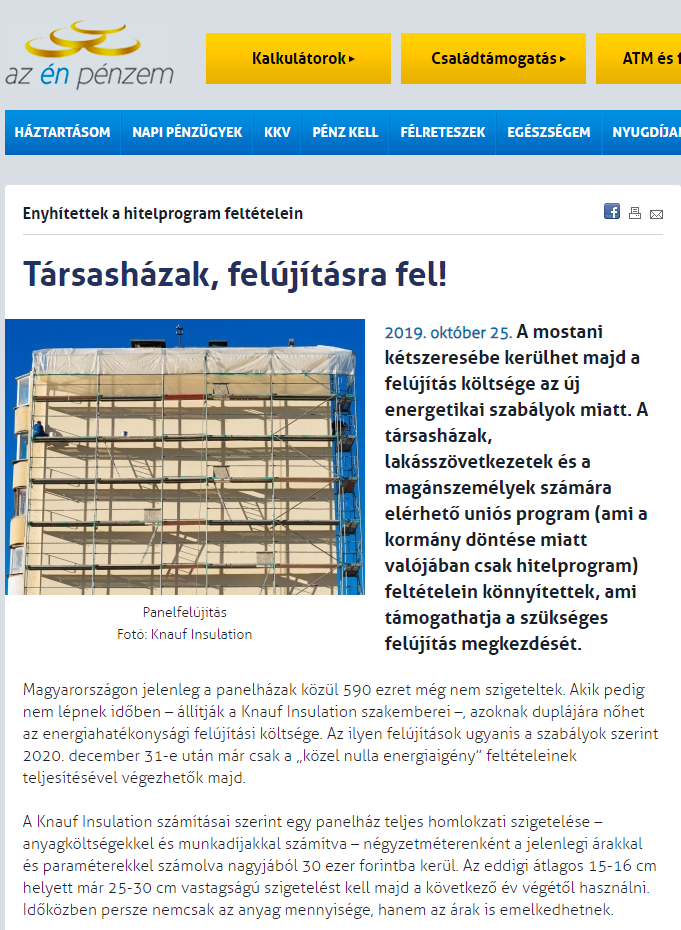 az én pénzem
Kalkulátorok ▸
Családtámogatás ▸
ATM és f
HÁZTARTÁSOM NAPI PÉNZÜGYEK KKV PÉNZ KELL FÉLRETESZEK EGÉSZSÉGEM NYUGDÍJA
Enyhítettek a hitelprogram feltételein
Társasházak, felújításra fel!
2019. október 25. A mostani
kétszeresébe kerülhet majd a
felújítás költsége az új
energetikai szabályok miatt. A
társasházak,
lakásszövetkezetek és a
magánszemélyek számára
elérhető uniós program (ami a
kormány döntése miatt
valójában csak hitelprogram)
feltételein könnyítettek, ami
támogathatja a szükséges
felújítás megkezdését.
Panelfelújítás
Fotó: Knauf Insulation
Magyarországon jelenleg a panelházak közül 590 ezret még nem szigeteltek. Akik pedig
nem lépnek időben – állítják a Knauf Insulation szakemberei –, azoknak duplájára nőhet
az energiahatékonysági felújítási költsége. Az ilyen felújítások ugyanis a szabályok szerint
2020. december 31-e után már csak a „közel nulla energiaigény” feltételeinek
teljesítésével végezhetők majd.
A Knauf Insulation számításai szerint egy panelház teljes homlokzati szigetelése –
anyagköltségekkel és munkadíjakkal számítva – négyzetméterenként a jelenlegi árakkal
és paraméterekkel számolva nagyjából 30 ezer forintba kerül. Az eddigi átlagos 15-16 cm
helyett már 25-30 cm vastagságú szigetelést kell majd a következő év végétől használni.
Időközben persze nemcsak az anyag mennyisége, hanem az árak is emelkedhetnek.